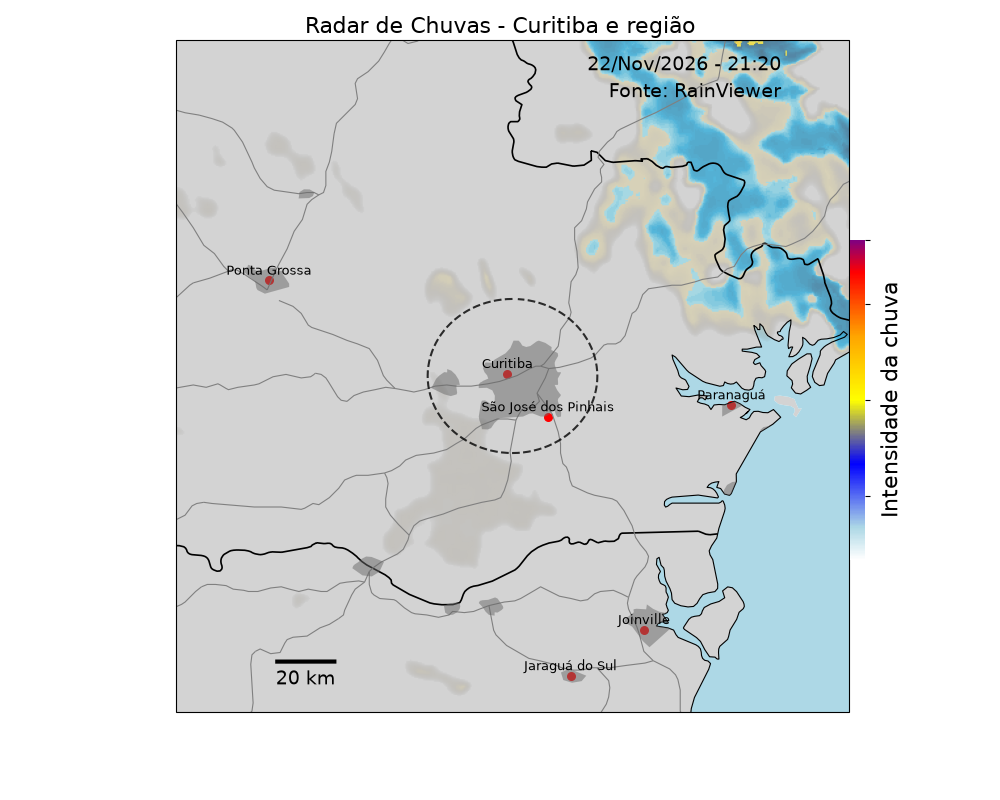 Radar de Chuvas - Curitiba e região
22/Nov/2026 - 21:20
Fonte: RainViewer
Ponta Grossa
Curitiba
Paranaguá
São José dos Pinhais
Intensidade da chuva
Joinville
Jaraguá do Sul
20 km